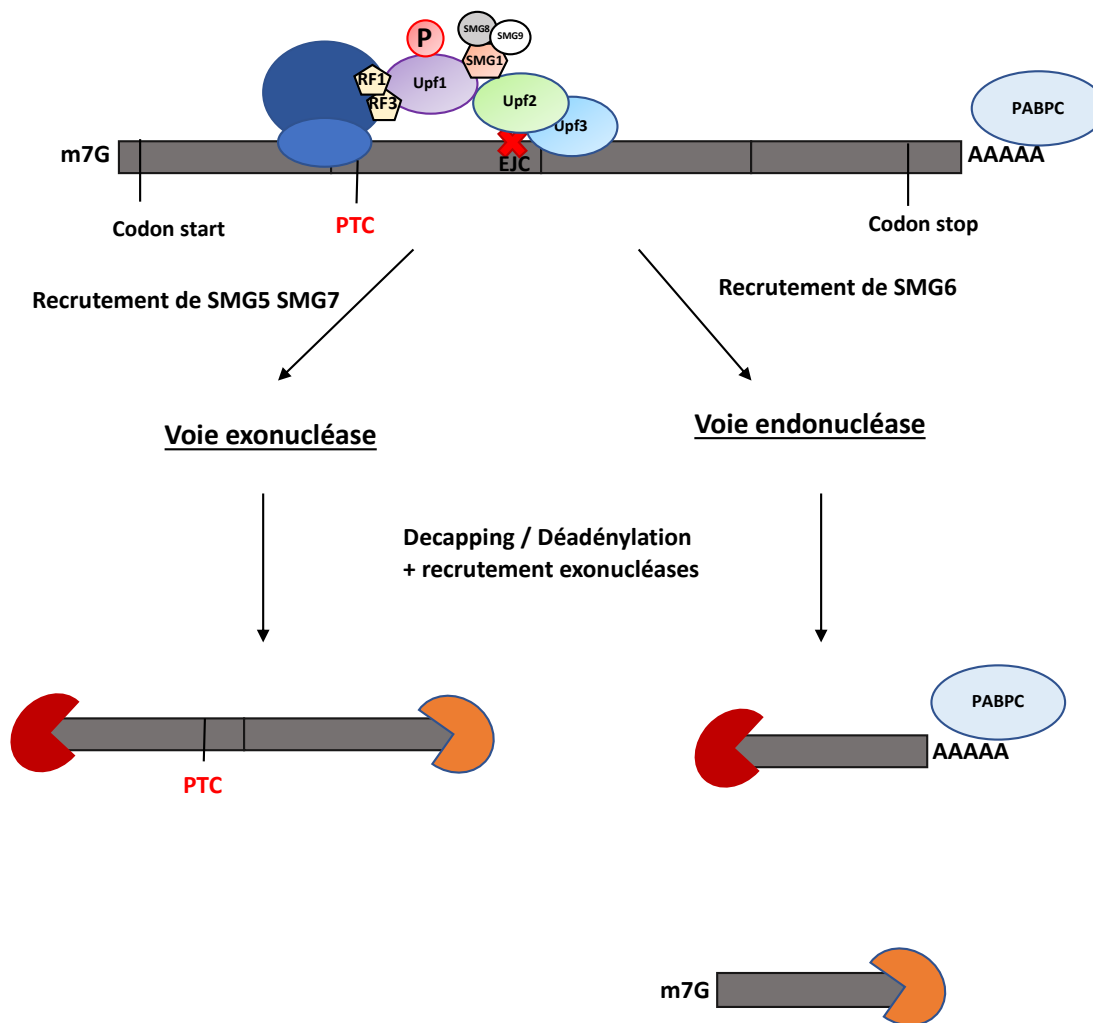 SMG8
SMG9
P
SMG1
RF1
Upf1
RF3
Upf2
Upf3
PABPC
m7G
EJC
AAAAA
Codon start
PTC
Codon stop
Recrutement de SMG5 SMG7
Recrutement de SMG6
Voie exonucléase
Voie endonucléase
Decapping / Déadénylation
+ recrutement exonucléases
PTC
PABPC
AAAAA
m7G